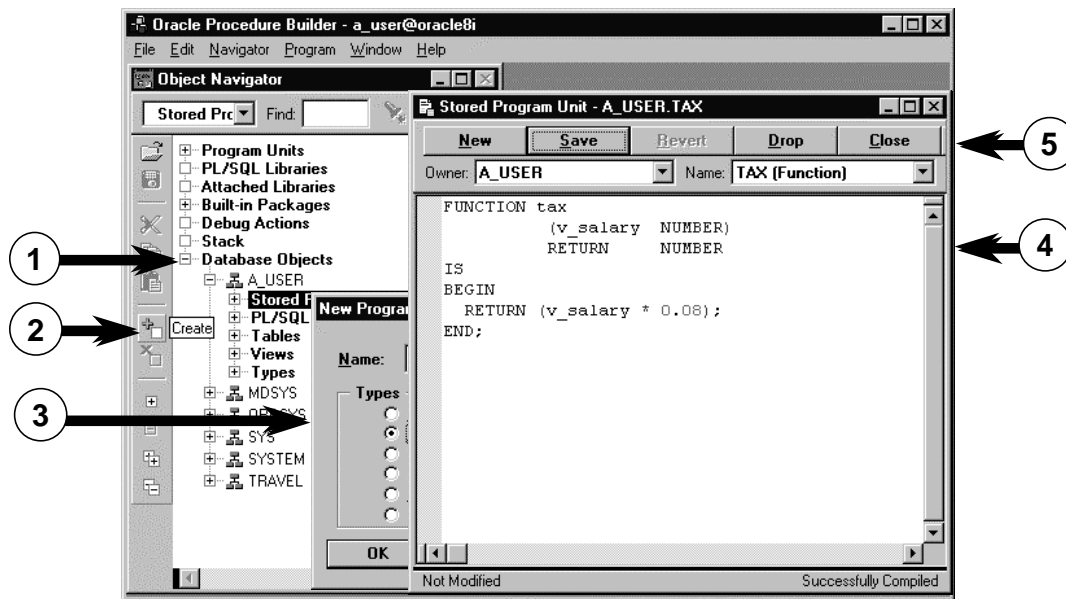 Oracle Procedure Builder - a_user@oracle8i
File Edit Navigator Program Window Help
Object Navigator
Stored Prc Find:
Program Units
PL/SQL Libraries
Attached Libraries
Built-in Packages
Debug Actions
Stack
Database Objects
A_USER
Stored
PL/SQL
Tables
Views
Types
MDSYS
SYS
SYSTEM
TRAVEL
Create
New
Name:
Types
OK
Stored Program Unit - A_USER.TAX
New Save Revert Drop Close
Owner: A_USER Name: TAX (Function)
FUNCTION tax
(v_salary NUMBER)
RETURN NUMBER
IS
BEGIN
RETURN (v_salary * 0.08);
END;
Not Modified Successfully Compiled
1
2
3
4
5